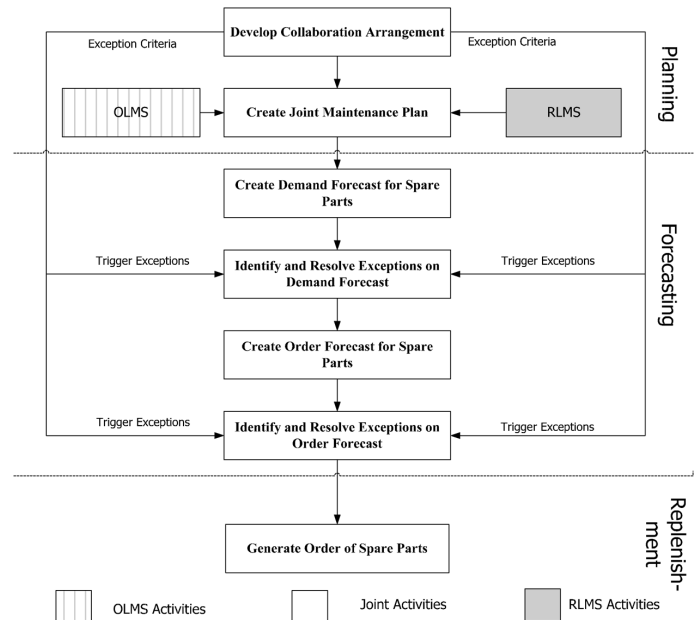 Develop Collaboration Arrangement
Exception Criteria
Exception Criteria
Planning
OLMS
Create Joint Maintenance Plan
RLMS
Create Demand Forecast for Spare
Parts
Forecasting
Trigger Exceptions
Identify and Resolve Exceptions on
Demand Forecast
Trigger Exceptions
Create Order Forecast for Spare
Parts
Trigger Exceptions
Identify and Resolve Exceptions on
Order Forecast
Trigger Exceptions
Replenish-
ment
Generate Order of Spare Parts
OLMS Activities
Joint Activities
RLMS Activities